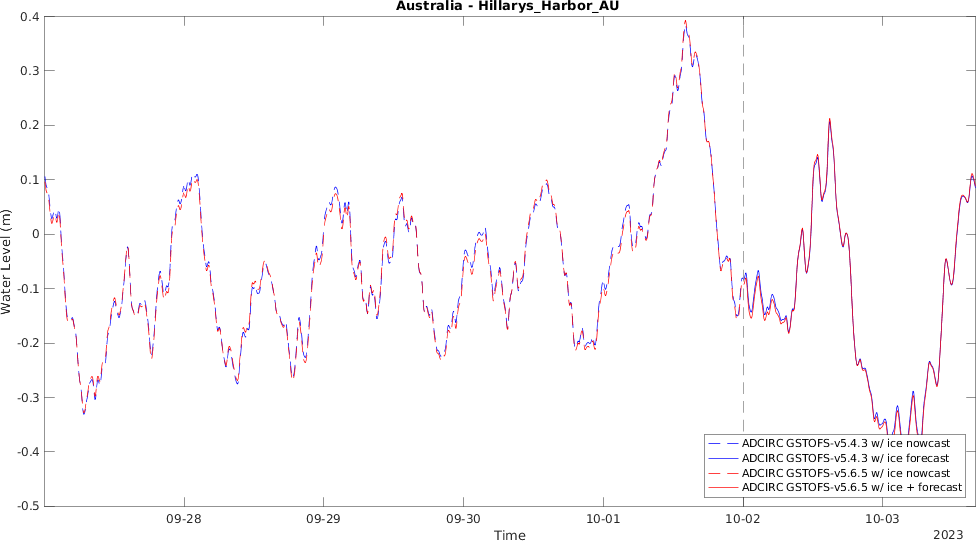 Australia - Hillarys_Harbor_AU
Water Level (m)
0.4
0.3
0.2
0.1
0
-0.1
-0.2
-0.3
-0.4
-0.5
ADCIRC GSTOFS-v5.4.3 w/ ice nowcast
ADCIRC GSTOFS-v5.4.3 w/ ice forecast
ADCIRC GSTOFS-v5.6.5 w/ ice nowcast
ADCIRC GSTOFS-v5.6.5 w/ ice + forecast
09-28
09-29
09-30
10-01
10-02
10-03
Time
2023